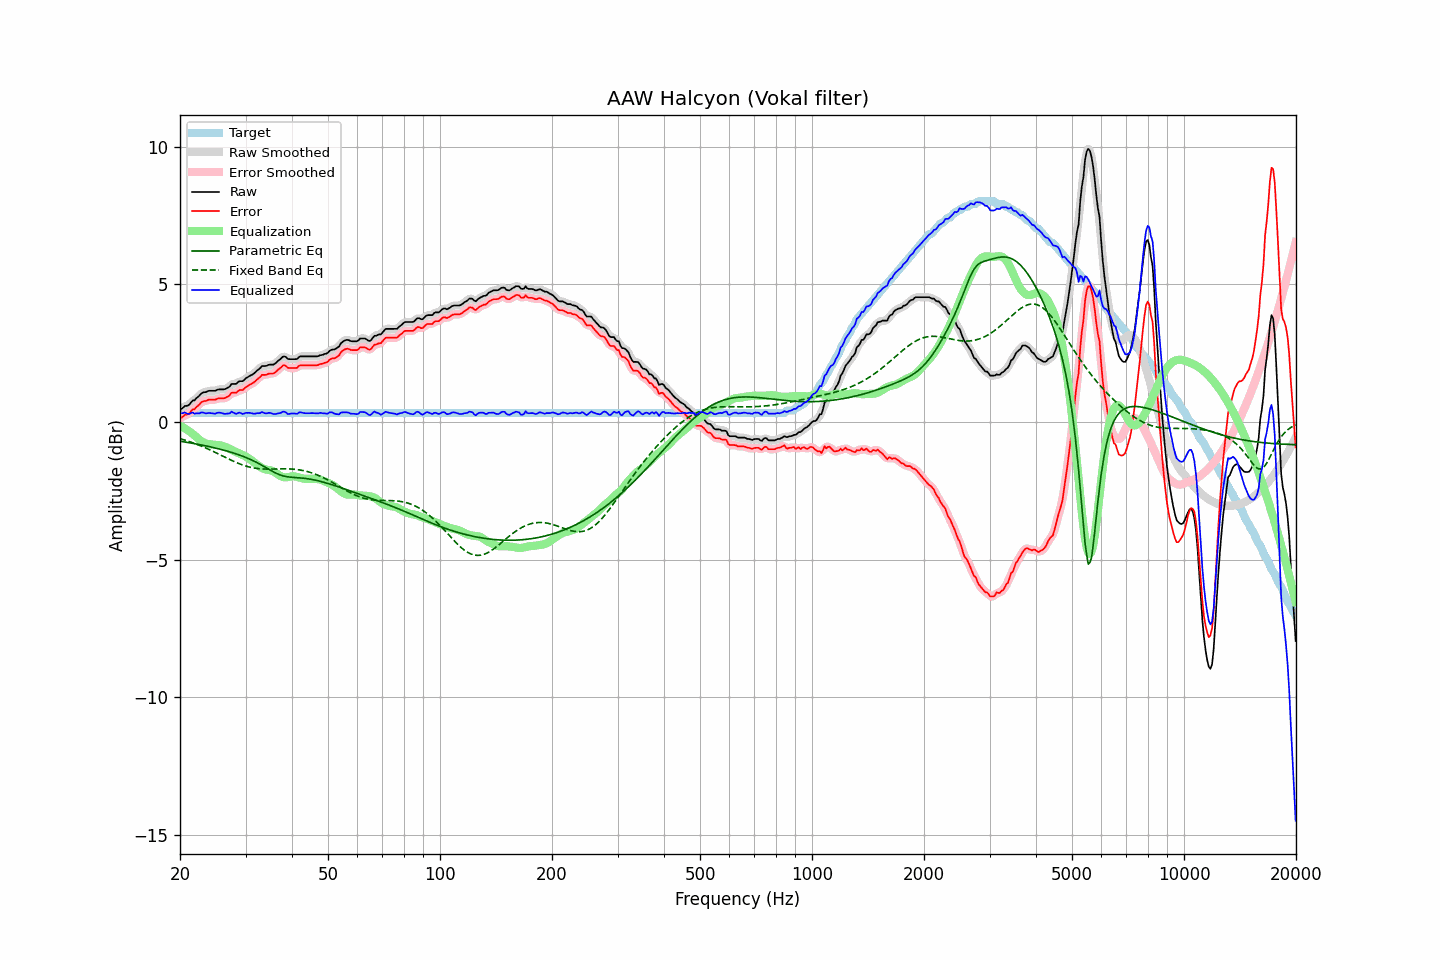 AAW Halcyon (Vokal filter)
Target
Raw Smoothed
Error Smoothed
Raw
Error
Equalization
Parametric Eq
Fixed Band Eq
Equalized
10
5
0
−5
−10
−15
Amplitude (dBr)
20 50 100 200 500 1000 2000 5000 10000 20000
Frequency (Hz)